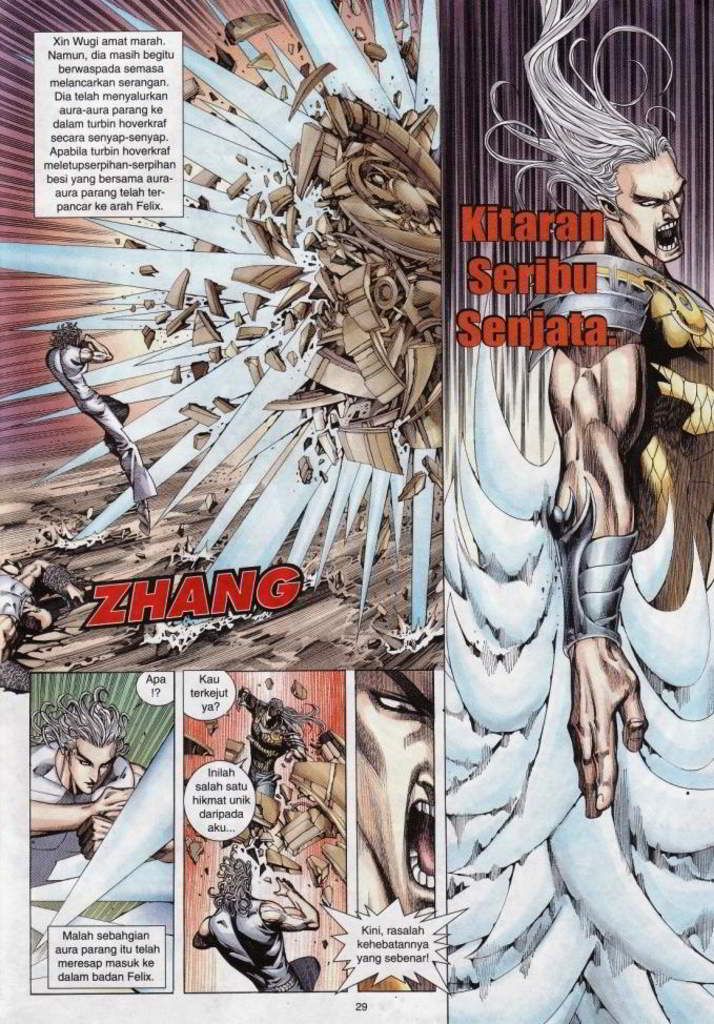 Xin Wugi amat marah.
Namun, dia masih begitu
berwaspada semasa
melancarkan serangan.
Dia telah menyalurkan
aura-aura parang ke
dalam turbin hoverkraf
secara senyap-senyap.
Apabila turbin hoverkraf
meletupserpihan-serpihan
besi yang bersama aura-
aura parang telah ter-
pancar ke arah Felix.
Kitaran
Seribu
Senjata.
ZHANG
Apa
!?
Malah sebahgian
aura parang itu telah
meresap masuk ke
dalam badan Felix.
Kau
terkejut
ya?
Inilah
salah satu
hikmat unik
daripada
aku...
Kini, rasalah
kehebatannya
yang sebenar!
29